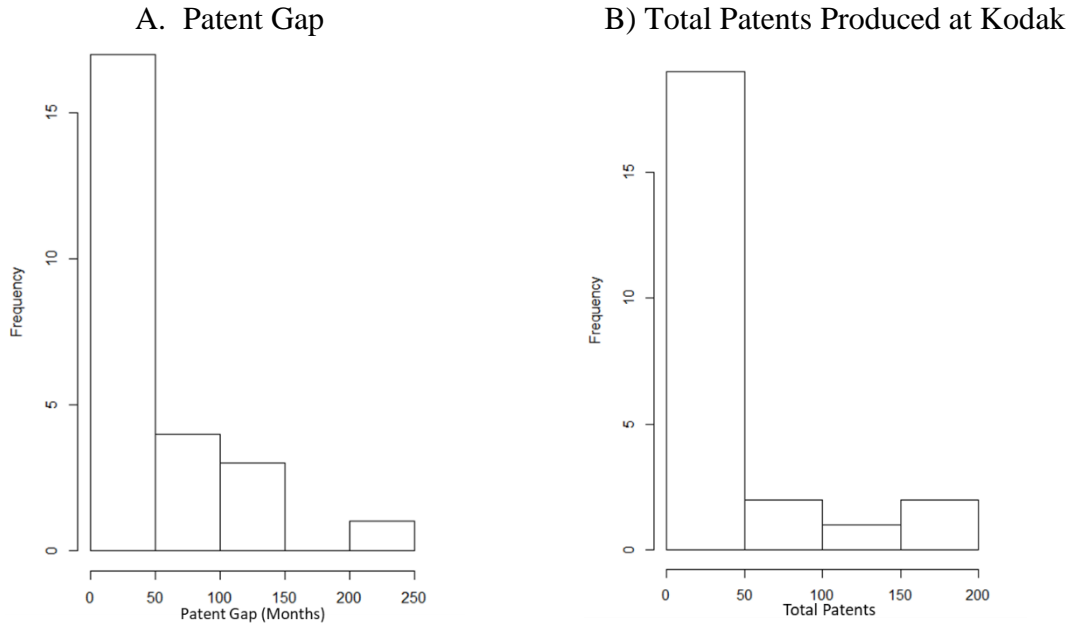 A. Patent Gap
B) Total Patents Produced at Kodak
15
10
5
0
Frequency
0 50 100 150 200 250
Patent Gap (Months)
15
10
5
0
Frequency
0 50 100 150 200
Total Patents